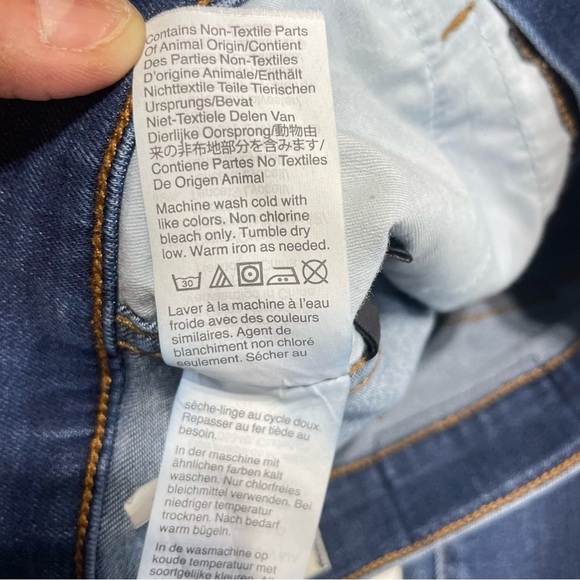 Contains Non-Textile Parts
Of Animal Origin/Contient
Des Parties Non-Textiles
D'origine Animale/Enthält
Nichttextile Teile Tierischen
Ursprungs/Bevat
Niet-Textiele Delen Van
Dierlijke Oorsprong/動物由
来の非布地部分を含みます/
Contiene Partes No Textiles
De Origen Animal
Machine wash cold with
like colors. Non chlorine
bleach only. Tumble dry
low. Warm iron as needed.
30
Laver à la machine à l'eau
froide avec des couleurs
similaires. Agent de
blanchiment non chloré
seulement. Sécher au
sèche-linge au cycle doux.
Repasser au fer tiède au
besoin.
In der maschine mit
ähnlichen farben kalt
waschen. Nur chlorfreies
bleichmittel verwenden. Bei
niedriger temperatur
trocknen. Nach bedarf
warm bügeln.
In de wasmachine op
koude temperatuur met
soortgelijke kleuren. All